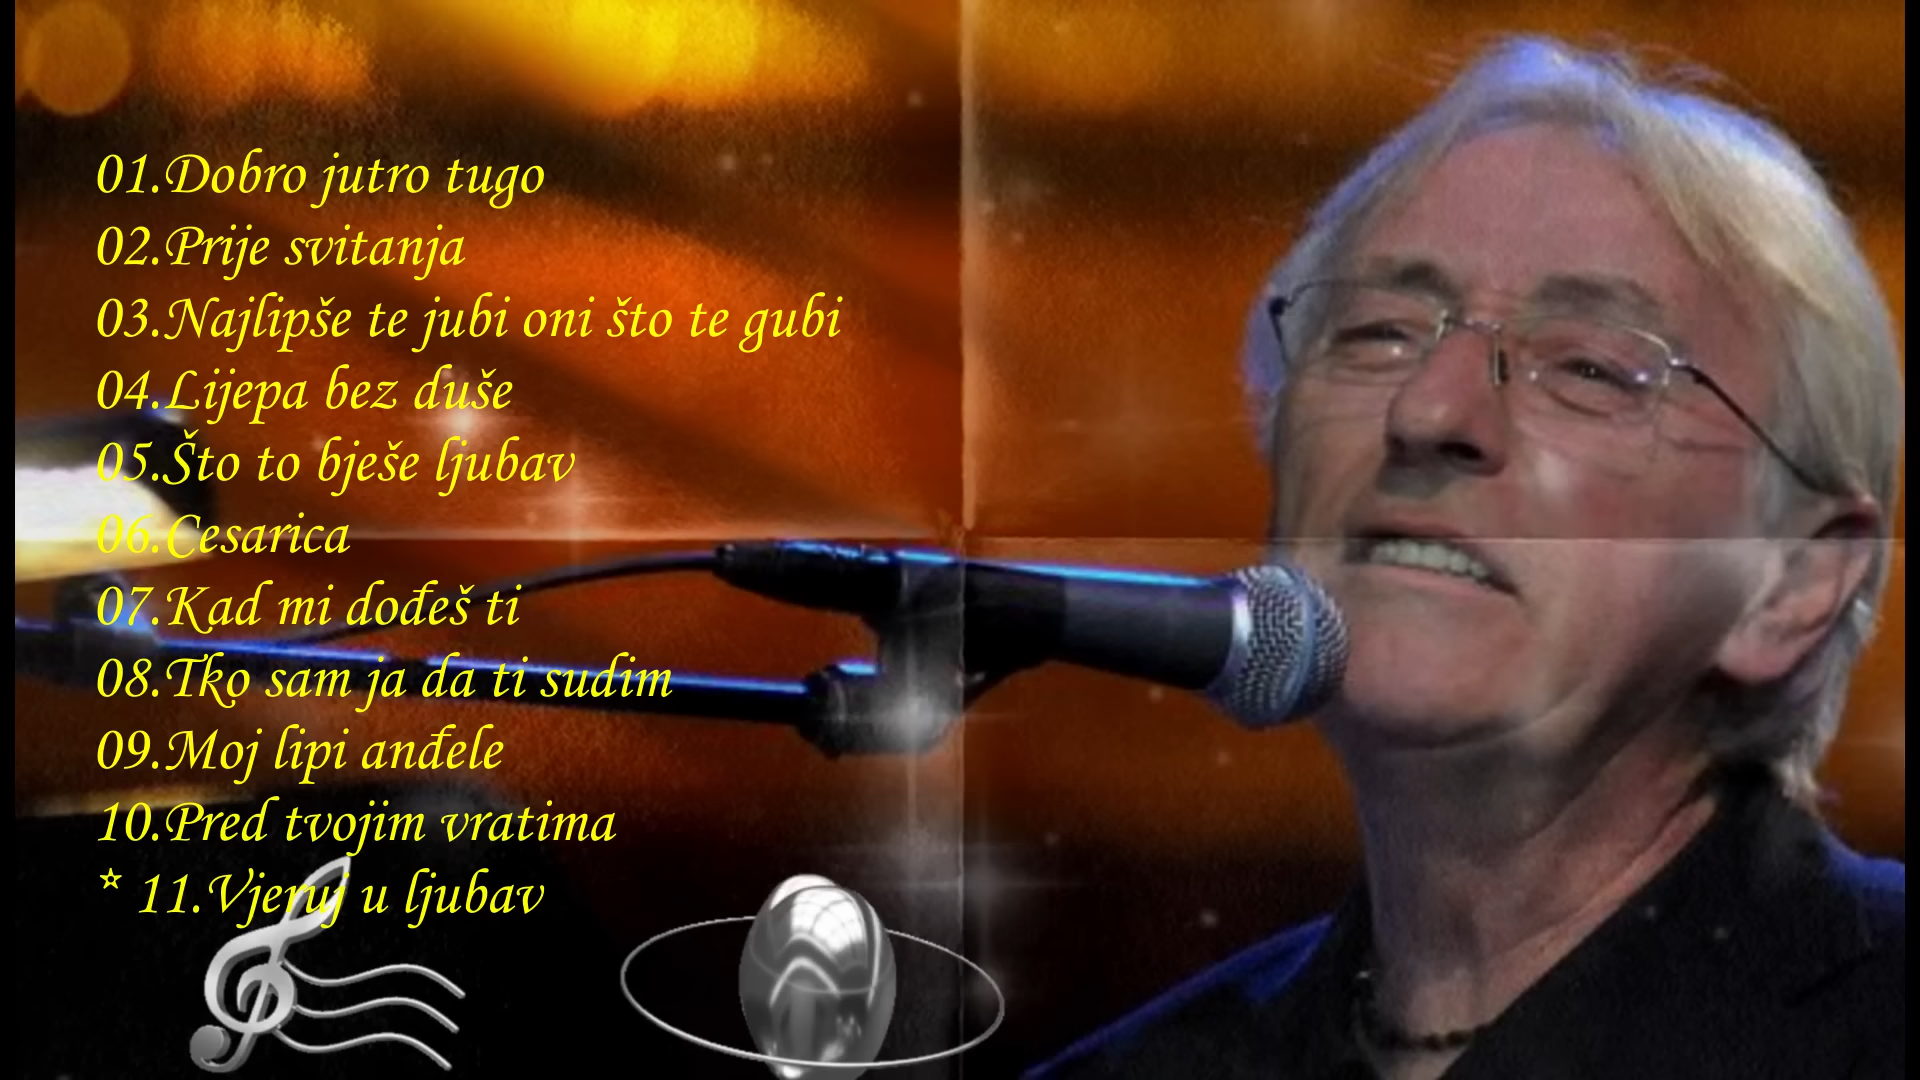 01.Dobro jutro tugo
02.Prije svitanja
03.Najlipše te jubi oni što te gubi
04.Lijepa bez duše
05.Što to bješe ljubav
06.Cesarica
07.Kad mi dođeš ti
08.Tko sam ja da ti sudim
09.Moj lipi anđele
10.Pred tvojim vratima
* 11.Vjeruj u ljubav